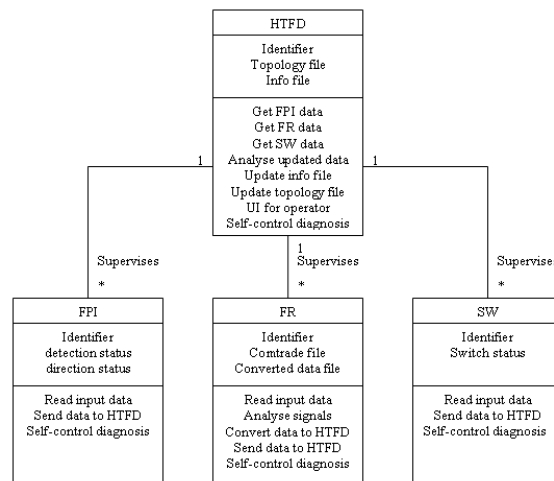 HTFD
Identifier
Topology file
Info file
Get FPI data
Get FR data
Get SW data
Analyse updated data
Update info file
Update topology file
UI for operator
Self-control diagnosis
1
1
1
Supervises
*
Supervises
*
Supervises
*
FPI
Identifier
detection status
direction status
Read input data
Send data to HTFD
Self-control diagnosis
FR
Identifier
Comtrade file
Converted data file
Read input data
Analyse signals
Convert data to HTFD
Send data to HTFD
Self-control diagnosis
SW
Identifier
Switch status
Read input data
Send data to HTFD
Self-control diagnosis